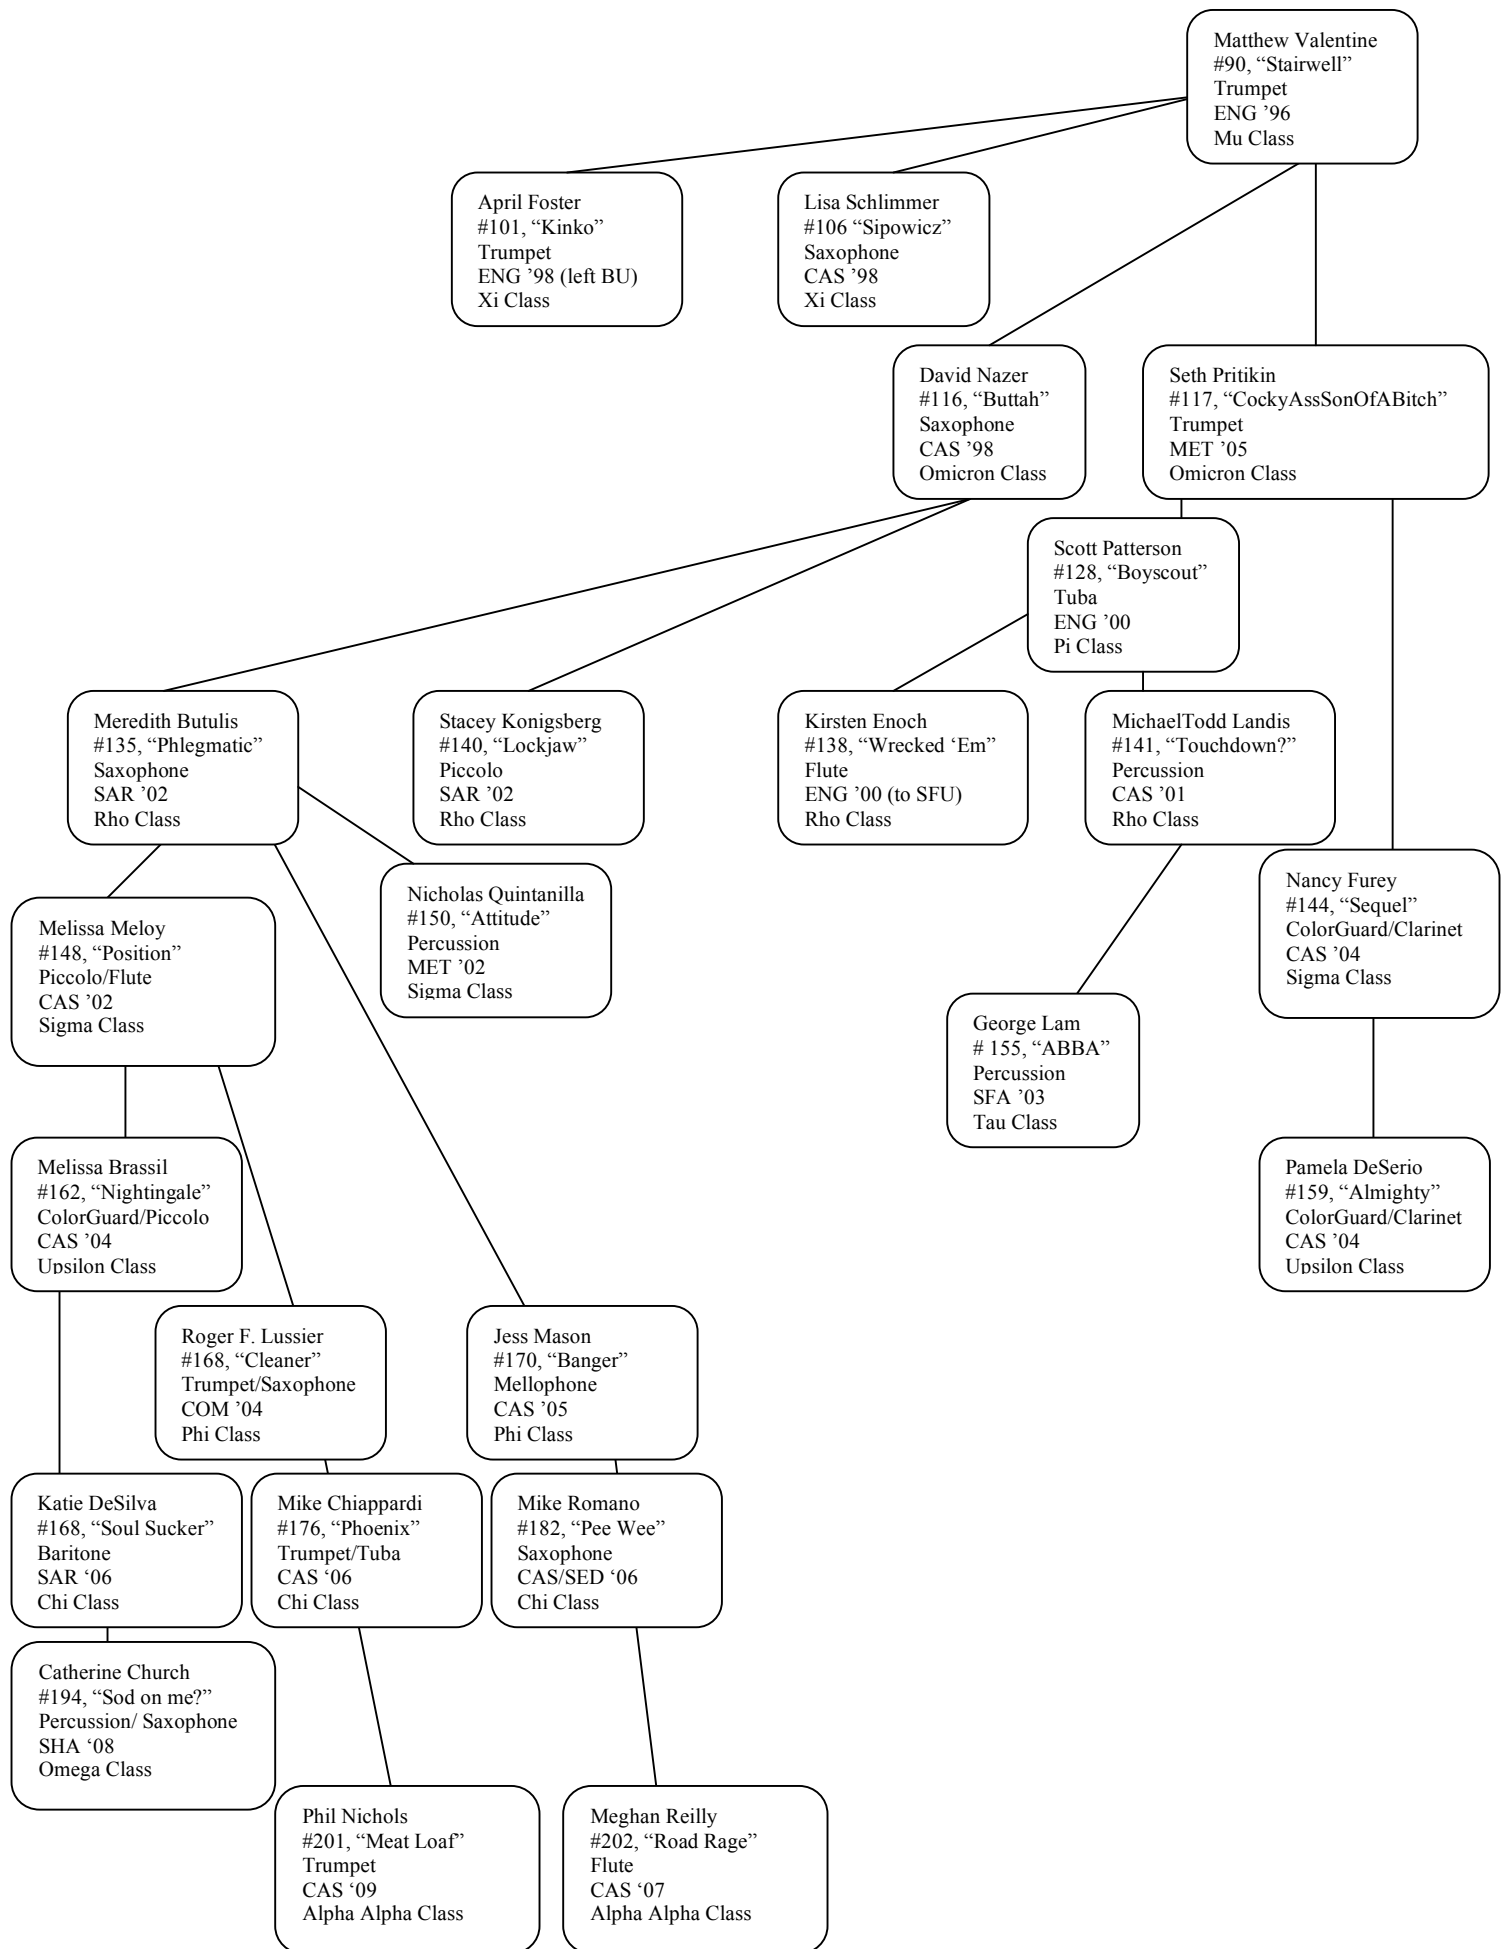 Matthew Valentine
#90, “Stairwell”
Trumpet
ENG ’96
Mu Class
April Foster
#101, “Kinko”
Trumpet
ENG ’98 (left BU)
Xi Class
Lisa Schlimmer
#106 “Sipowicz”
Saxophone
CAS ’98
Xi Class
David Nazer
#116, “Buttah”
Saxophone
CAS ’98
Omicron Class
Seth Pritikin
#117, “CockyAssSonOfABitch”
Trumpet
MET ’05
Omicron Class
Scott Patterson
#128, “Boyscout”
Tuba
ENG ’00
Pi Class
Meredith Butulis
#135, “Phlegmatic”
Saxophone
SAR ’02
Rho Class
Stacey Konigsberg
#140, “Lockjaw”
Piccolo
SAR ’02
Rho Class
Kirsten Enoch
#138, “Wrecked ‘Em”
Flute
ENG ’00 (to SFU)
Rho Class
MichaelTodd Landis
#141, “Touchdown?”
Percussion
CAS ’01
Rho Class
Nancy Furey
#144, “Sequel”
ColorGuard/Clarinet
CAS ’04
Sigma Class
Nicholas Quintanilla
#150, “Attitude”
Percussion
MET ’02
Sigma Class
Melissa Meloy
#148, “Position”
Piccolo/Flute
CAS ’02
Sigma Class
George Lam
# 155, “ABBA”
Percussion
SFA ’03
Tau Class
Melissa Brassil
#162, “Nightingale”
ColorGuard/Piccolo
CAS ’04
Upsilon Class
Pamela DeSerio
#159, “Almighty”
ColorGuard/Clarinet
CAS ’04
Upsilon Class
Roger F. Lussier
#168, “Cleaner”
Trumpet/Saxophone
COM ’04
Phi Class
Jess Mason
#170, “Banger”
Mellophone
CAS ’05
Phi Class
Katie DeSilva
#168, “Soul Sucker”
Baritone
SAR ‘06
Chi Class
Mike Chiappardi
#176, “Phoenix”
Trumpet/Tuba
CAS ‘06
Chi Class
Mike Romano
#182, “Pee Wee”
Saxophone
CAS/SED ‘06
Chi Class
Catherine Church
#194, “Sod on me?”
Percussion/ Saxophone
SHA ‘08
Omega Class
Phil Nichols
#201, “Meat Loaf”
Trumpet
CAS ‘09
Alpha Alpha Class
Meghan Reilly
#202, “Road Rage”
Flute
CAS ‘07
Alpha Alpha Class